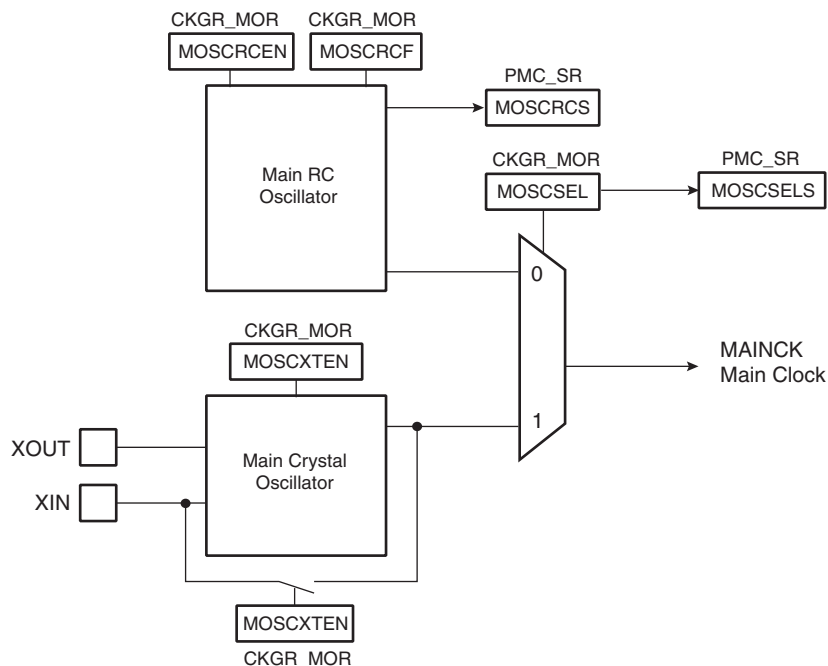 CKGR_MOR
CKGR_MOR
MOSCRCEN
MOSCRCF
PMC_SR
MOSCRCS
Main RC
Oscillator
CKGR_MOR
PMC_SR
MOSCSEL
MOSCSELS
0
CKGR_MOR
MOSCXTEN
MAINCK
Main Clock
1
XOUT
Main Crystal
Oscillator
XIN
MOSCXTEN
CKGR_MOR